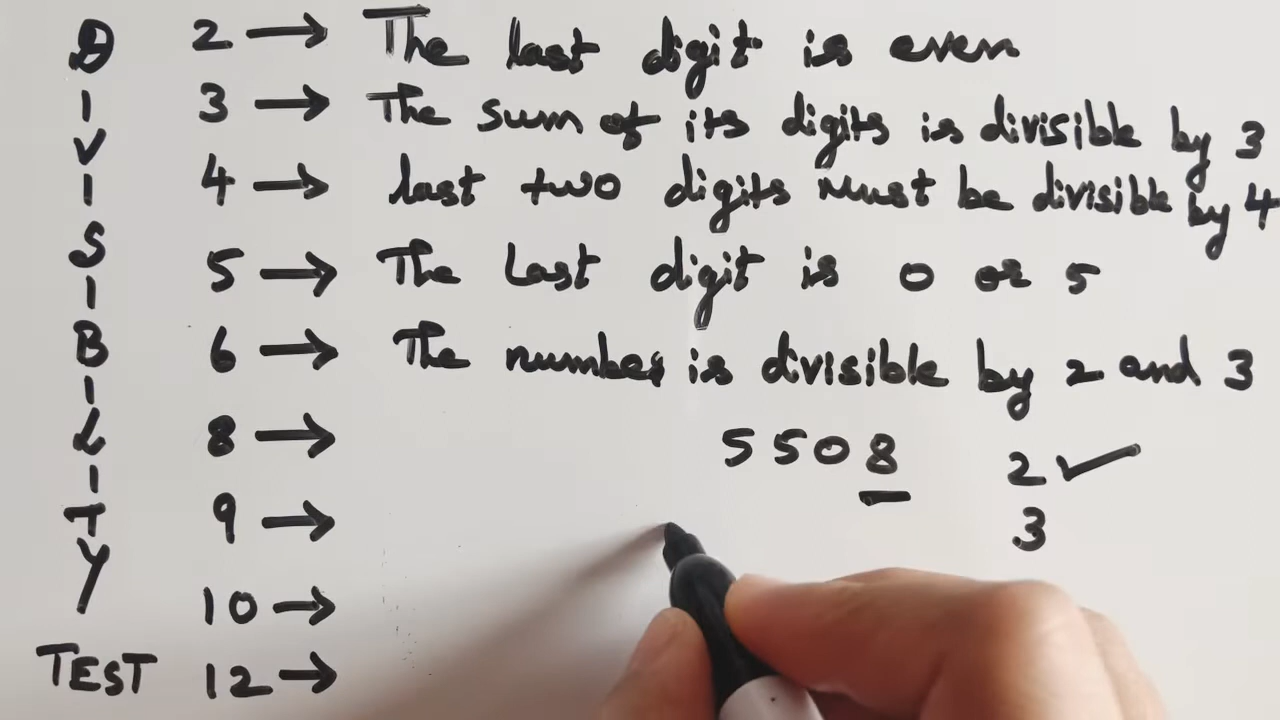 DIVISIBILITY
TEST
2 → The last digit is even
3 → The sum of its digits is divisible by 3
4 → last two digits must be divisible by 4
5 → The last digit is 0 or 5
6 → The number is divisible by 2 and 3
8 →
5508 2 ✓
3
9 →
10 →
12 →